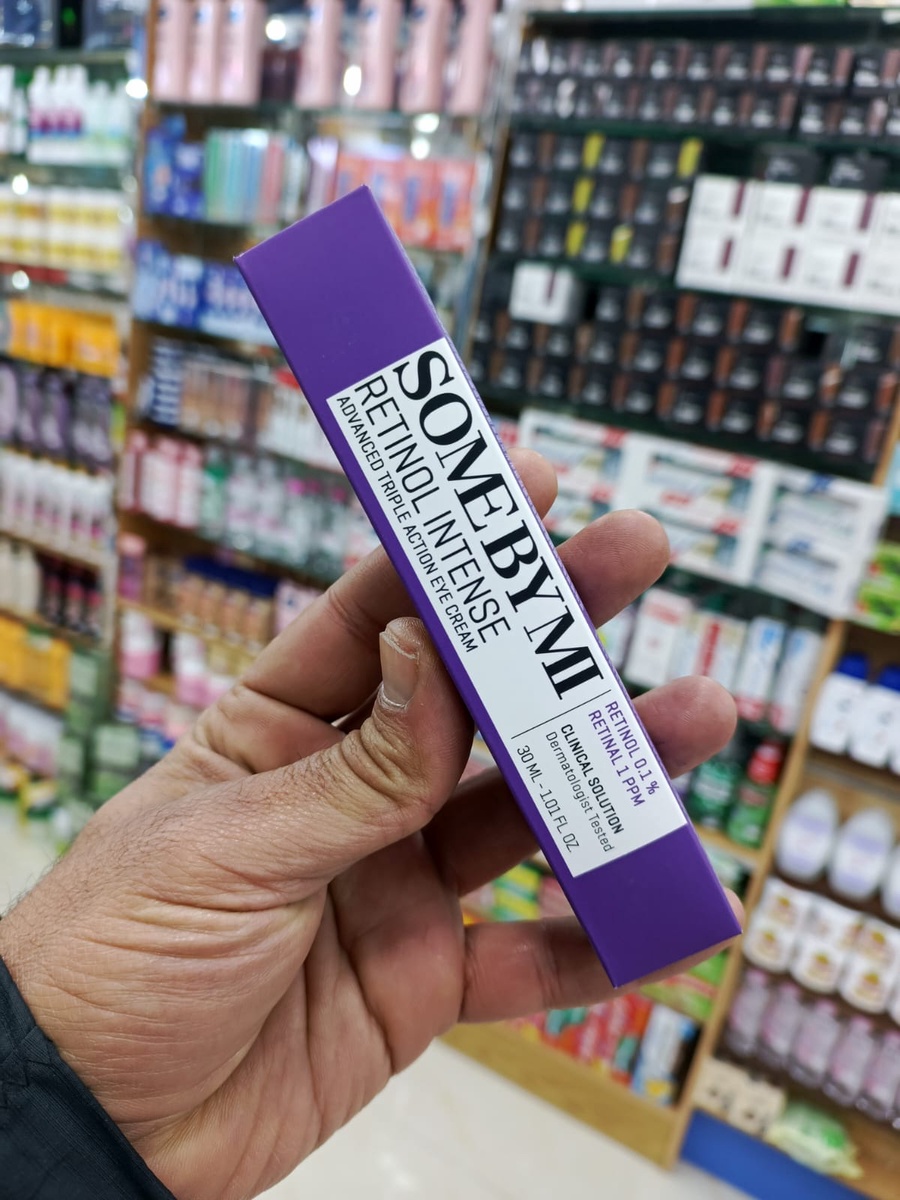 SOMEBYMI
RETINOL INTENSE
ADVANCED TRIPLE ACTION EYE CREAM
RETINOL 0.1 %
RETINAL 1 PPM
CLINICAL SOLUTION
Dermatologist Tested
30 ML - 1.01 FL. OZ.